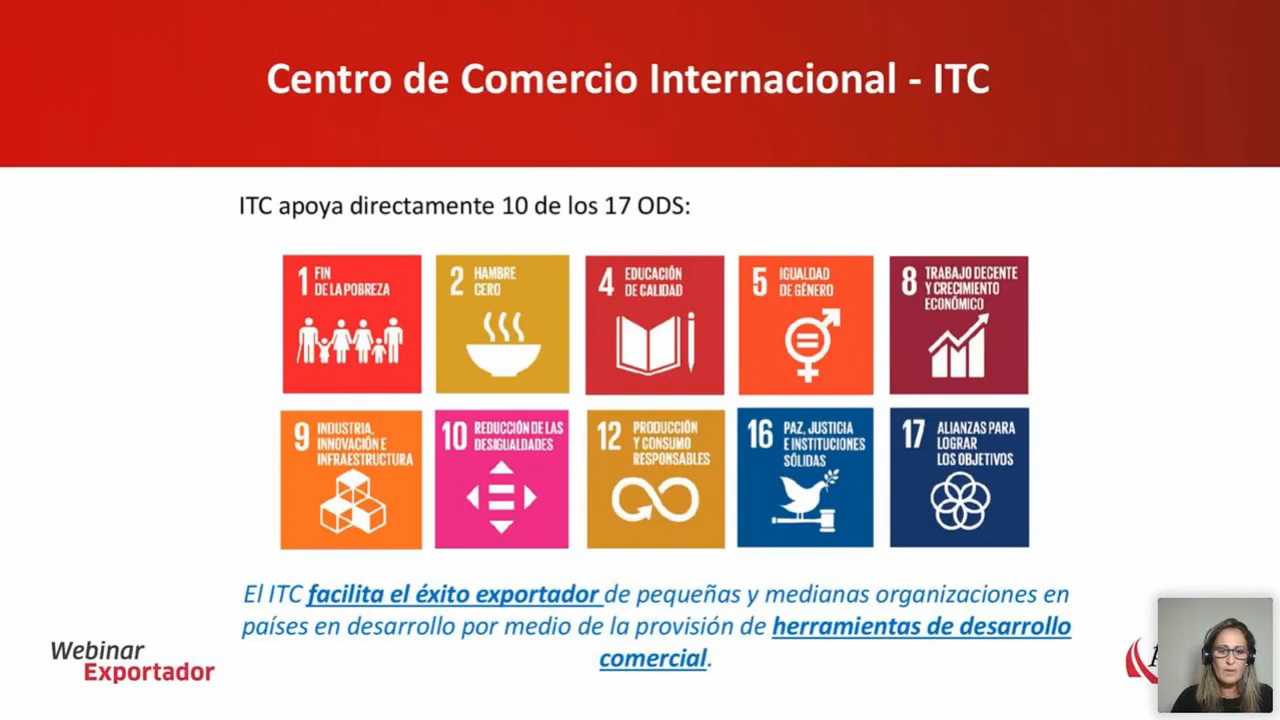 Centro de Comercio Internacional - ITC
ITC apoya directamente 10 de los 17 ODS:
1 FIN
DE LA POBREZA
2 HAMBRE
CERO
4 EDUCACIÓN
DE CALIDAD
5 IGUALDAD
DE GÉNERO
8 TRABAJO DECENTE
Y CRECIMIENTO
ECONÓMICO
9 INDUSTRIA,
INNOVACIÓN E
INFRAESTRUCTURA
10 REDUCCIÓN DE LAS
DESIGUALDADES
12 PRODUCCIÓN
Y CONSUMO
RESPONSABLES
16 PAZ, JUSTICIA
E INSTITUCIONES
SÓLIDAS
17 ALIANZAS PARA
LOGRAR
LOS OBJETIVOS
El ITC facilita el éxito exportador de pequeñas y medianas organizaciones en
países en desarrollo por medio de la provisión de herramientas de desarrollo
comercial.
Webinar
Exportador